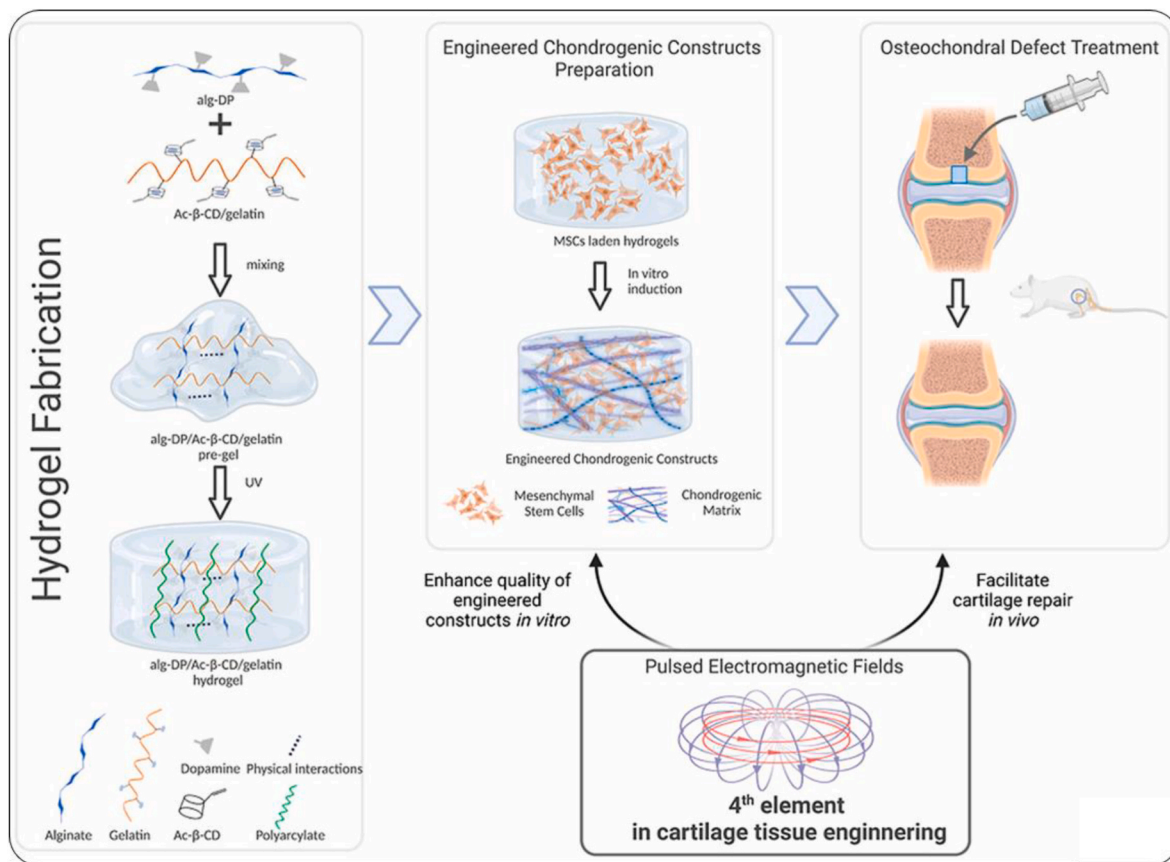 Hydrogel Fabrication
alg-DP
+
Ac-β-CD/gelatin
mixing
alg-DP/Ac-β-CD/gelatin
pre-gel
UV
alg-DP/Ac-β-CD/gelatin
hydrogel
Dopamine
Physical interactions
Alginate
Gelatin
Ac-β-CD
Polyarcylate
Engineered Chondrogenic Constructs
Preparation
MSCs laden hydrogels
In vitro
induction
Engineered Chondrogenic Constructs
Mesenchymal
Stem Cells
Chondrogenic
Matrix
Osteochondral Defect Treatment
Enhance quality of
engineered
constructs in vitro
Facilitate
cartilage repair
in vivo
Pulsed Electromagnetic Fields
4th element
in cartilage tissue enginnering